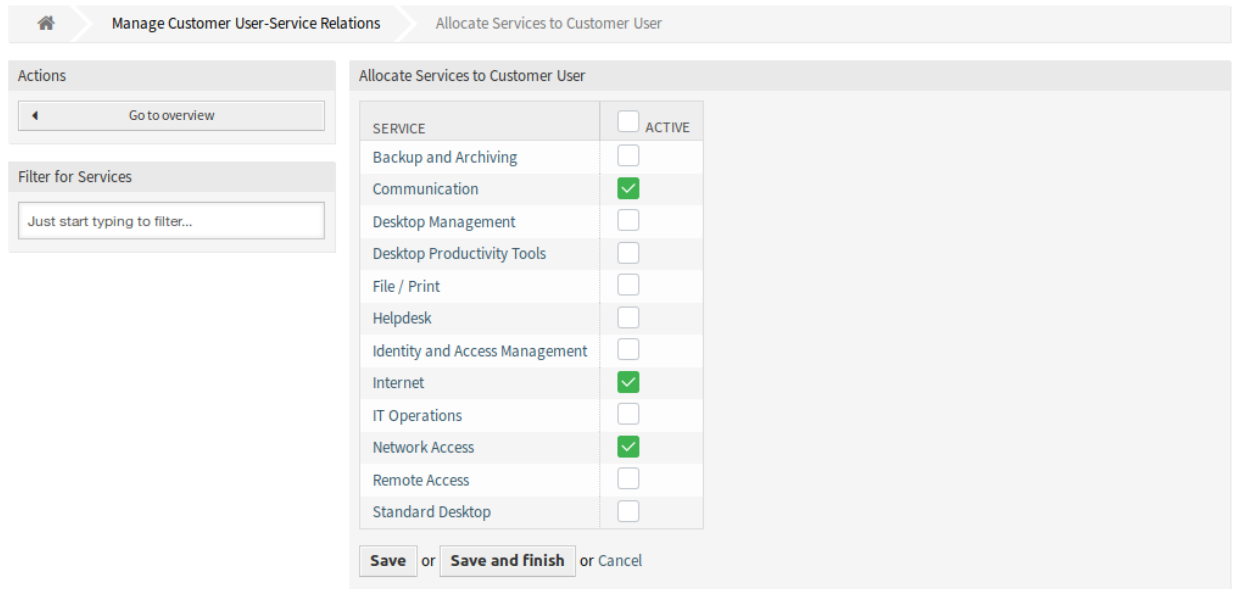 Manage Customer User-Service Relations Allocate Services to Customer User
Actions
Go to overview
Filter for Services
Just start typing to filter...
Allocate Services to Customer User
SERVICE ACTIVE
Backup and Archiving
Communication
Desktop Management
Desktop Productivity Tools
File / Print
Helpdesk
Identity and Access Management
Internet
IT Operations
Network Access
Remote Access
Standard Desktop
Save or Save and finish or Cancel